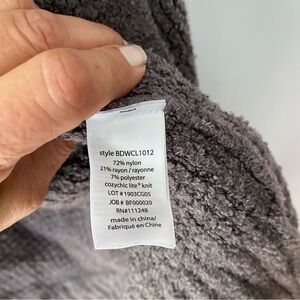 style BDWCL1012
72% nylon
21% rayon / rayonne
7% polyester
cozychic lite® knit
LOT #1903CG05
JOB # BF000020
RN#111248
made in china/
Fabriqué en Chine